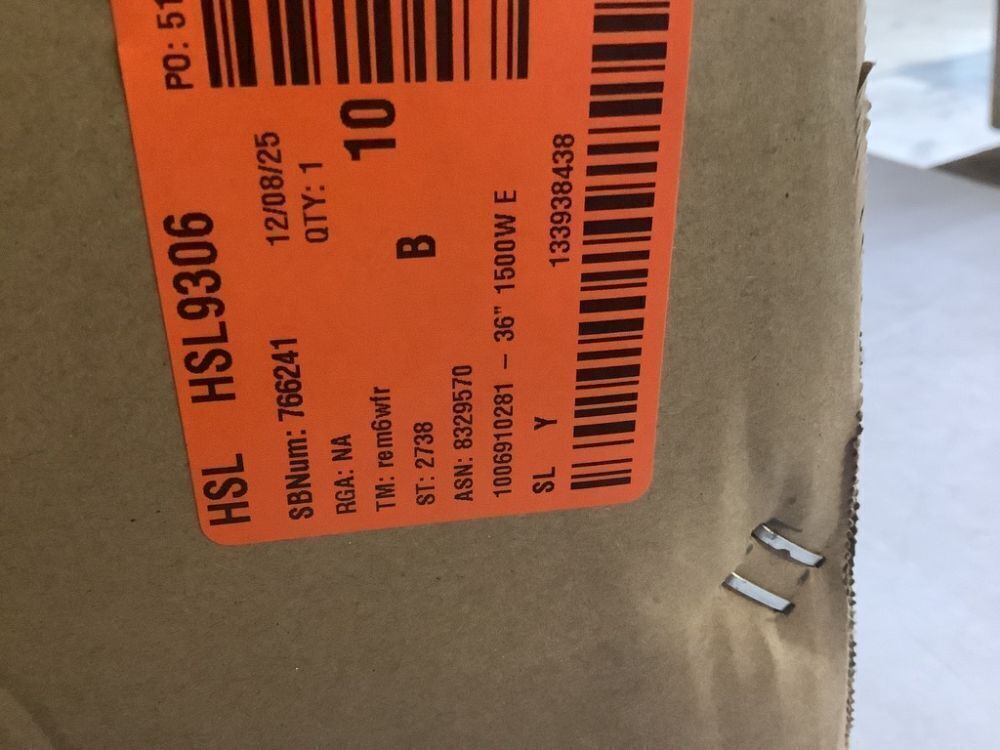 PO: 51
HSL HSL9306
SBNum: 766241 12/08/25
RGA: NA QTY: 1
TM: rem6wfr 10
ST: 2738 B
ASN: 8329570
1006910281 – 36" 1500W E
SL Y 133938438